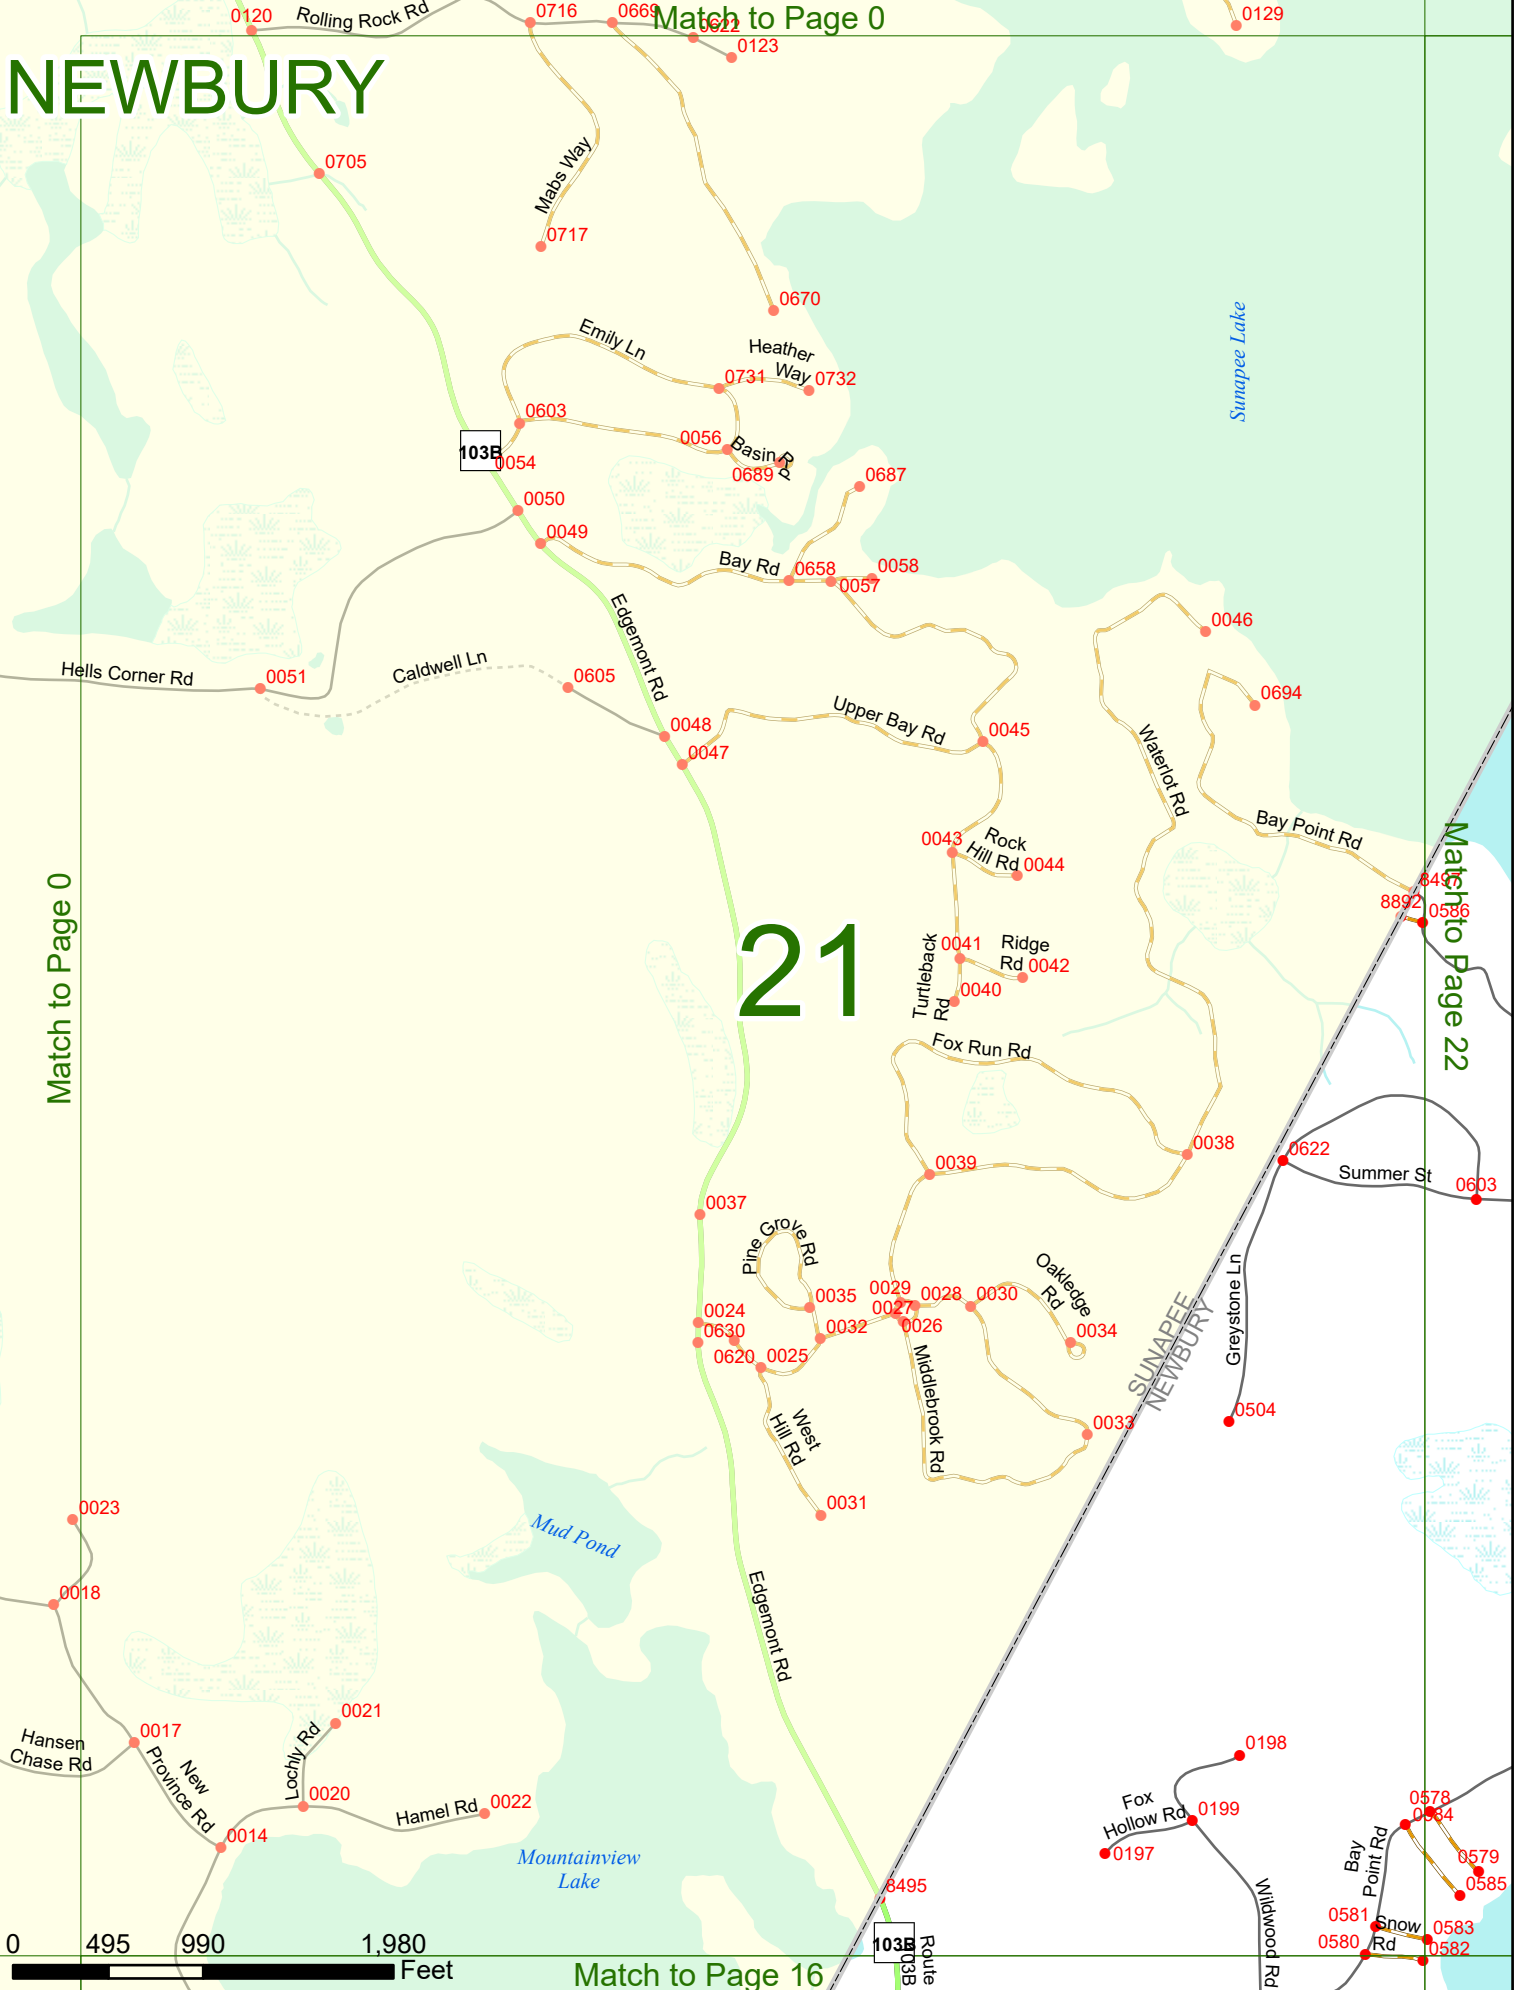 0120
Rolling Rock Rd
0716
0669
Match to Page 0
0622
0123
0129
NEWBURY
0705
Mabs Way
0717
0670
Sunapee Lake
Emily Ln
Heather
Way
0731
0732
0603
0056
Basin Rd
0689
103B
0054
0687
0050
0049
Bay Rd
0658
0058
0057
Edgemont Rd
0046
Hells Corner Rd
0051
Caldwell Ln
0605
0694
0048
0047
Upper Bay Rd
0045
Waterlot Rd
Bay Point Rd
0043
Rock
Hill Rd
0044
Match to Page 0
Match to Page 22
8497
8892
0586
21
Turtleback
Rd
0041
Ridge
Rd
0042
0040
Fox Run Rd
0039
0038
0622
Summer St
0603
0037
Pine Grove Rd
0035
0029
0028
0030
Oakledge
Rd
0027
0026
0034
0024
0630
0620
0025
0032
Middlebrook Rd
SUNAPEE
NEWBURY
Greystone Ln
0504
West
Hill Rd
0033
0031
0023
Mud Pond
0018
Edgemont Rd
0021
0017
Hansen
Chase Rd
New
Province Rd
Lochly Rd
0020
Hamel Rd
0022
0014
Mountainview
Lake
0198
Fox
Hollow Rd
0199
0197
Bay
Point Rd
0578
0584
0579
0585
8495
Wildwood Rd
0581
Snow
Rd
0583
0580
0582
103B
Route
103B
0 495 990 1,980
Feet
Match to Page 16